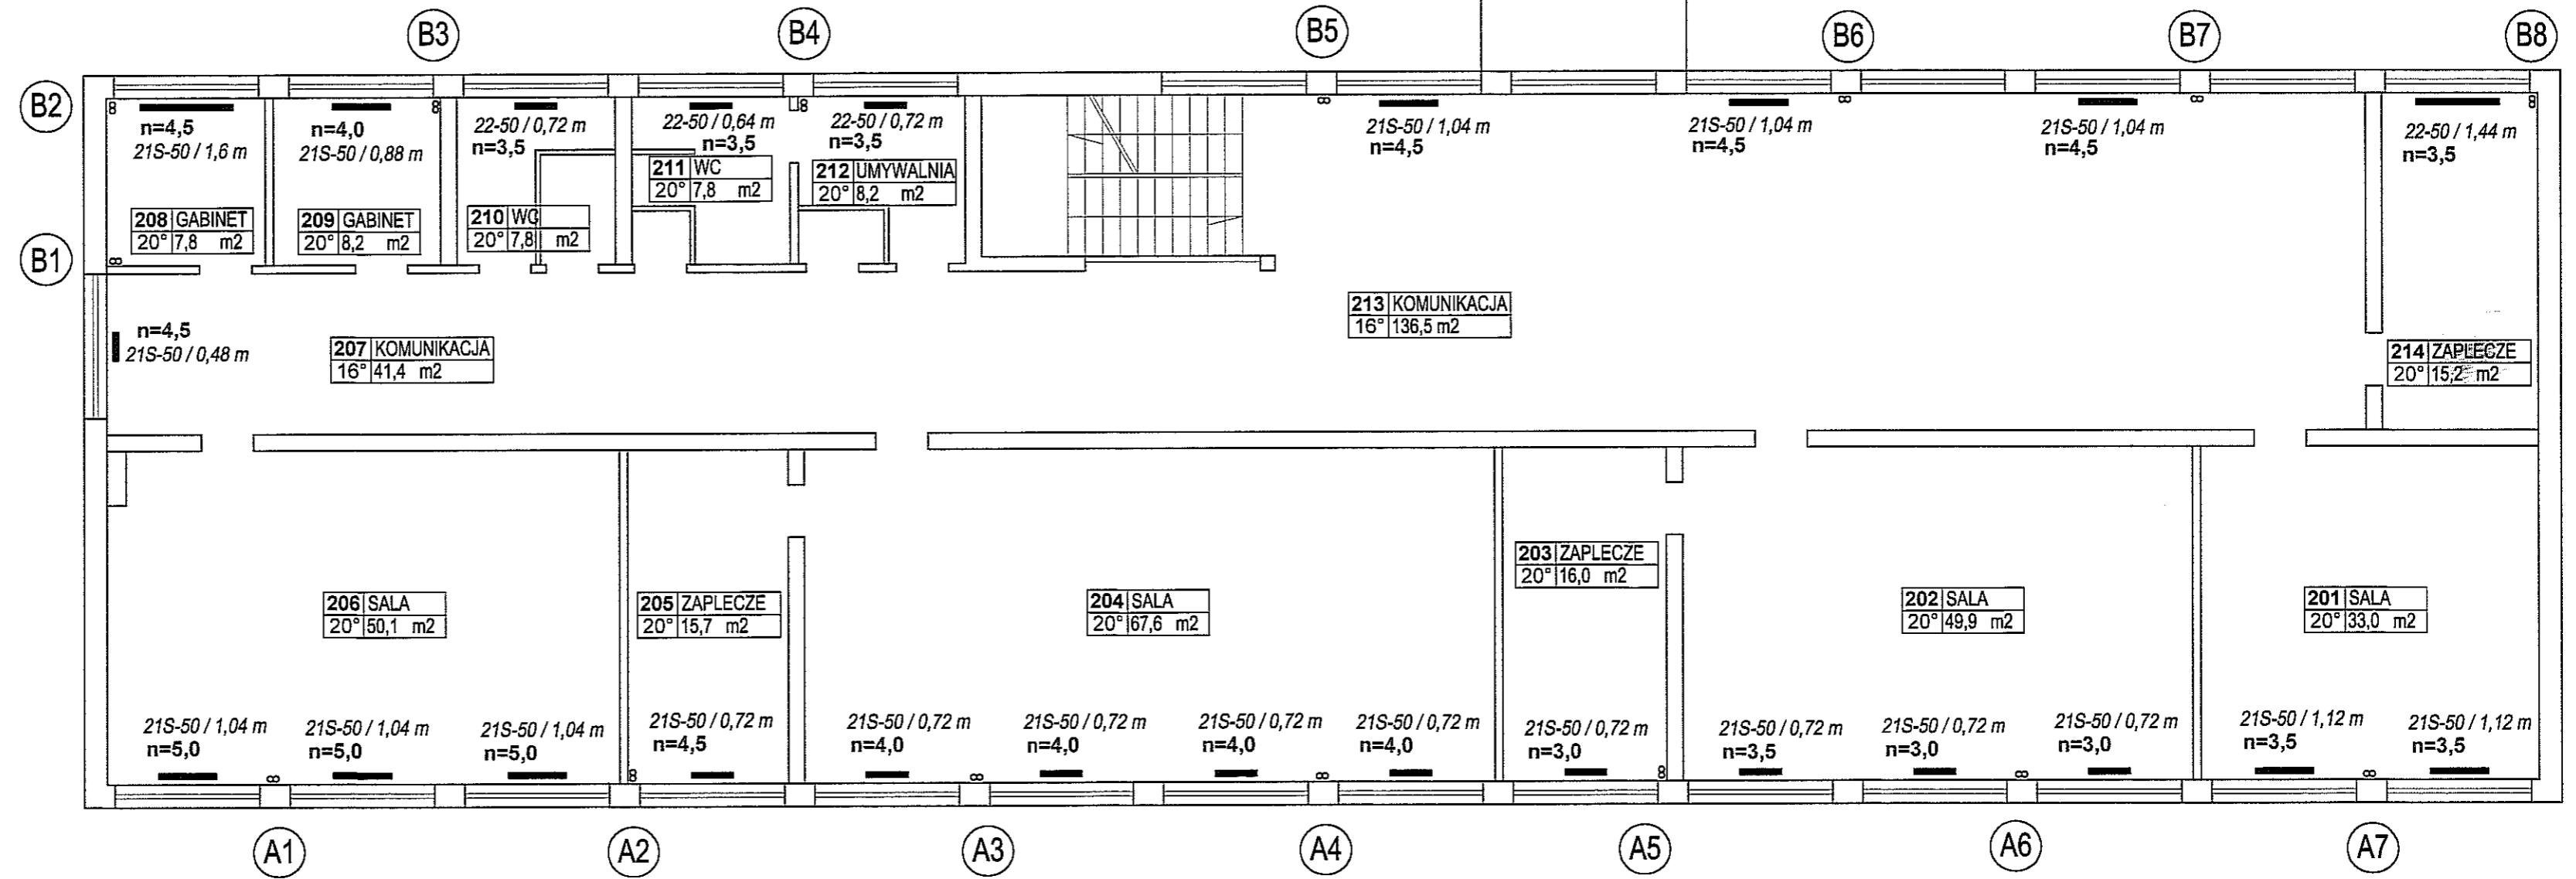 B3
B4
B5
B6
B7
B8
B2
n=4,5
21S-50 / 1,6 m
n=4,0
21S-50 / 0,88 m
22-50 / 0,72 m
n=3,5
22-50 / 0,64 m
n=3,5
22-50 / 0,72 m
n=3,5
21S-50 / 1,04 m
n=4,5
21S-50 / 1,04 m
n=4,5
21S-50 / 1,04 m
n=4,5
22-50 / 1,44 m
n=3,5
208 GABINET
20° 7,8 m2
209 GABINET
20° 8,2 m2
210 WC
20° 7,8 m2
211 WC
20° 7,8 m2
212 UMYWALNIA
20° 8,2 m2
B1
n=4,5
21S-50 / 0,48 m
207 KOMUNIKACJA
16° 41,4 m2
213 KOMUNIKACJA
16° 136,5 m2
214 ZAPLECZE
20° 15,2 m2
206 SALA
20° 50,1 m2
205 ZAPLECZE
20° 15,7 m2
204 SALA
20° 67,6 m2
203 ZAPLECZE
20° 16,0 m2
202 SALA
20° 49,9 m2
201 SALA
20° 33,0 m2
21S-50 / 1,04 m
n=5,0
21S-50 / 1,04 m
n=5,0
21S-50 / 1,04 m
n=5,0
21S-50 / 0,72 m
n=4,5
21S-50 / 0,72 m
n=4,0
21S-50 / 0,72 m
n=4,0
21S-50 / 0,72 m
n=4,0
21S-50 / 0,72 m
n=4,0
21S-50 / 0,72 m
n=3,0
21S-50 / 0,72 m
n=3,5
21S-50 / 0,72 m
n=3,0
21S-50 / 0,72 m
n=3,0
21S-50 / 1,12 m
n=3,5
21S-50 / 1,12 m
n=3,5
A1
A2
A3
A4
A5
A6
A7